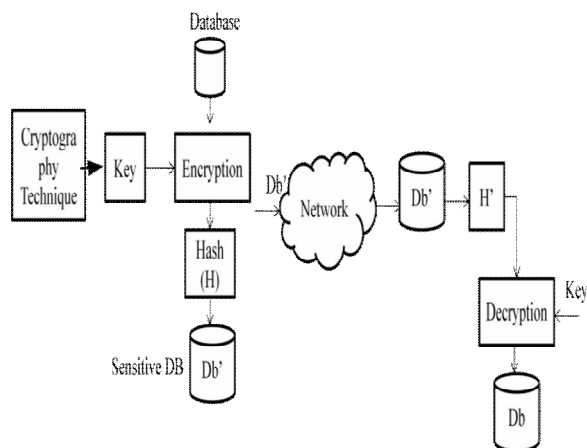 Database
Cryptogra
phy
Technique
Key
Encryption
Db'
Network
Db'
H'
Hash
(H)
Key
Decryption
Sensitive DB
Db'
Db